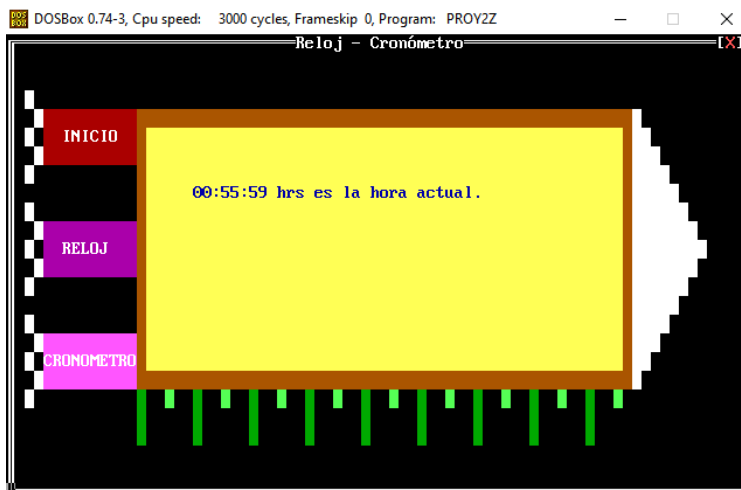 DOSBox 0.74-3, Cpu speed: 3000 cycles, Frameskip 0, Program: PROY2Z
Reloj - Cronómetro
[X]
INICIO
00:55:59 hrs es la hora actual.
RELOJ
CRONOMETRO